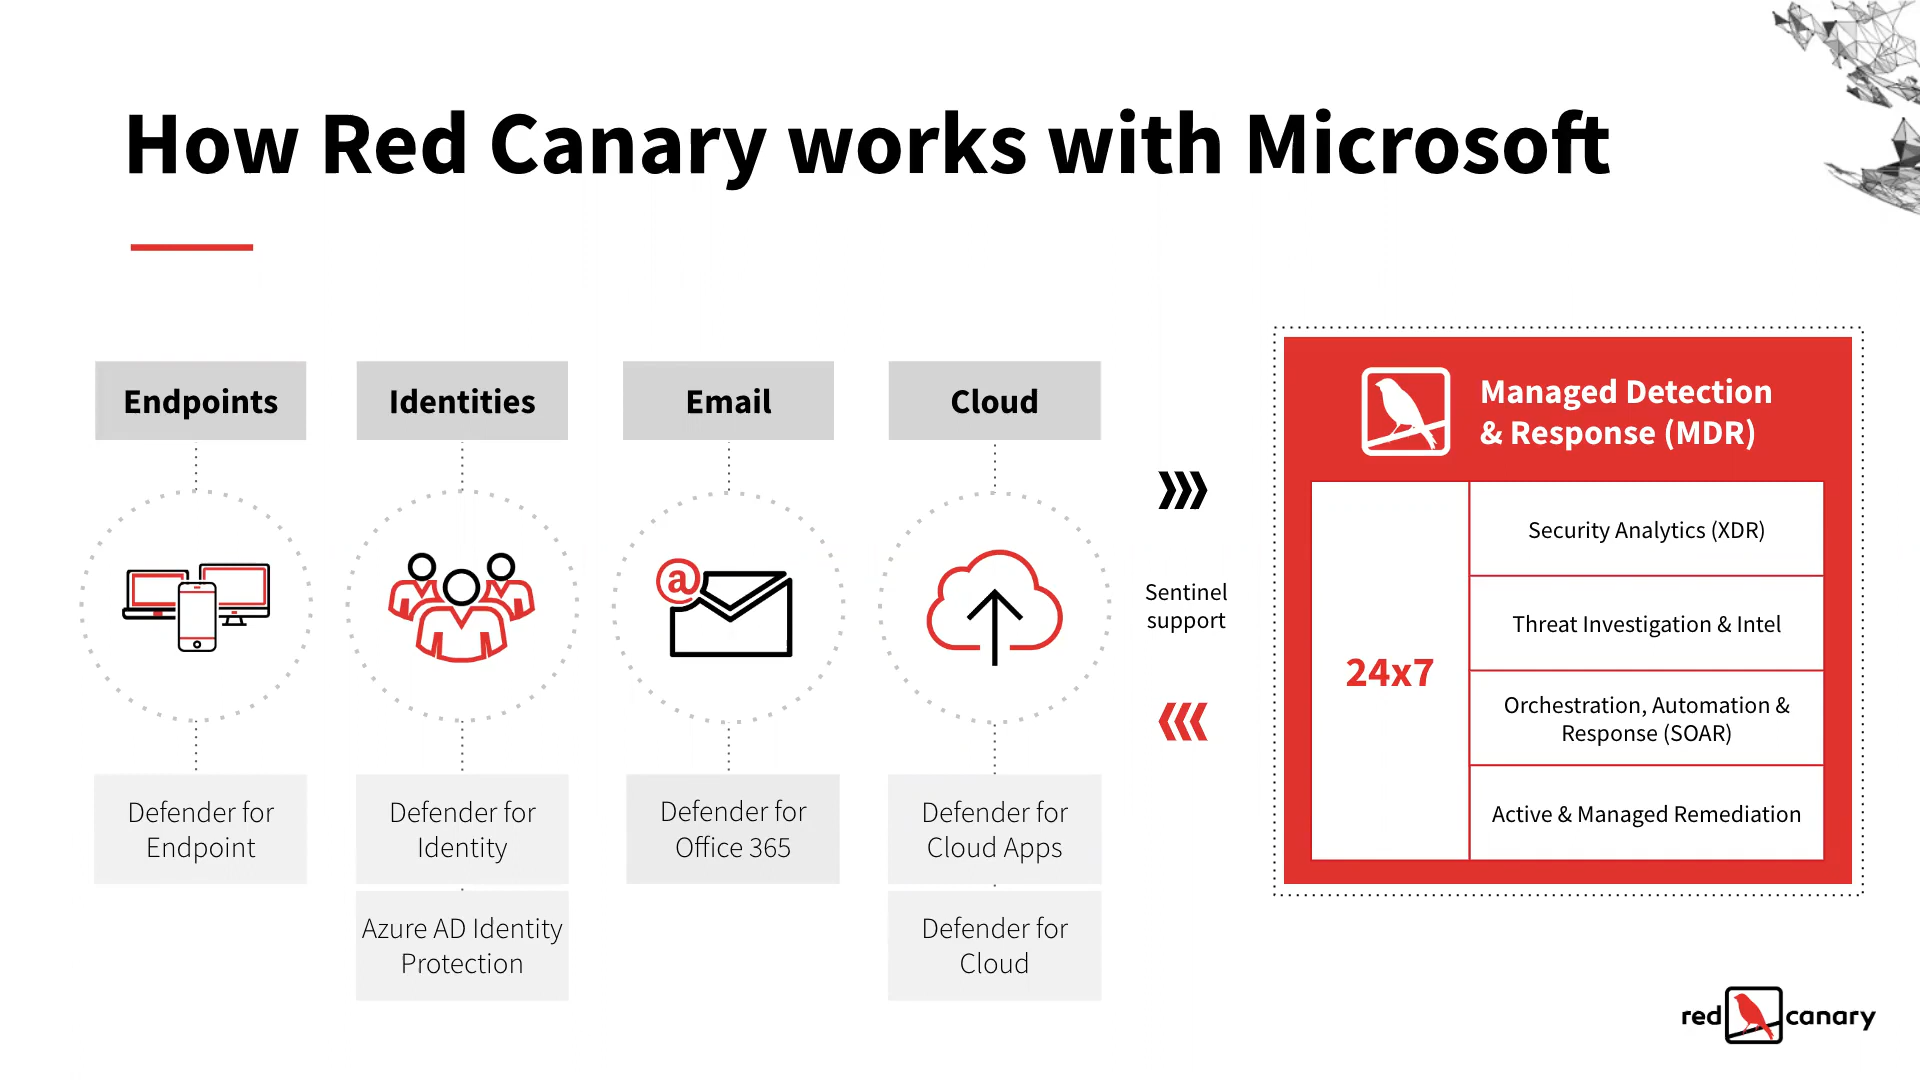 How Red Canary works with Microsoft
Endpoints
Identities
Email
Cloud
@
Defender for
Endpoint
Defender for
Identity
Azure AD Identity
Protection
Defender for
Office 365
Defender for
Cloud Apps
Defender for
Cloud
Sentinel
support
Managed Detection
& Response (MDR)
24x7
Security Analytics (XDR)
Threat Investigation & Intel
Orchestration, Automation &
Response (SOAR)
Active & Managed Remediation
red canary